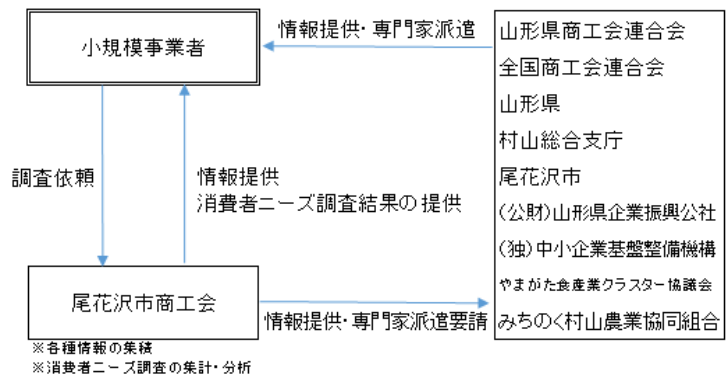 小規模事業者
情報提供・専門家派遣
山形県商工会連合会
全国商工会連合会
山形県
村山総合支庁
尾花沢市
(公財)山形県企業振興公社
(独)中小企業基盤整備機構
やまがた食産業クラスター協議会
みちのく村山農業協同組合
調査依頼
情報提供
消費者ニーズ調査結果の提供
尾花沢市商工会
情報提供・専門家派遣要請
※各種情報の集積
※消費者ニーズ調査の集計・分析